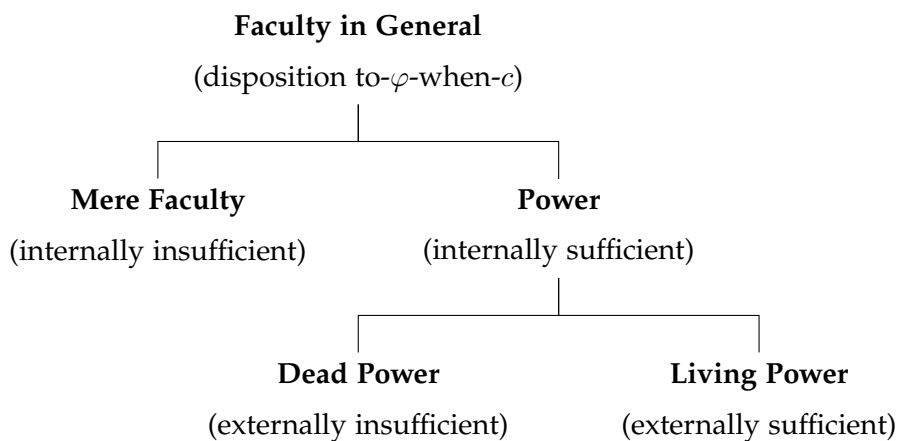 Faculty in General
(disposition to-φ-when-c)
Mere Faculty
Power
(internally insufficient)
(internally sufficient)
Dead Power
Living Power
(externally insufficient)
(externally sufficient)